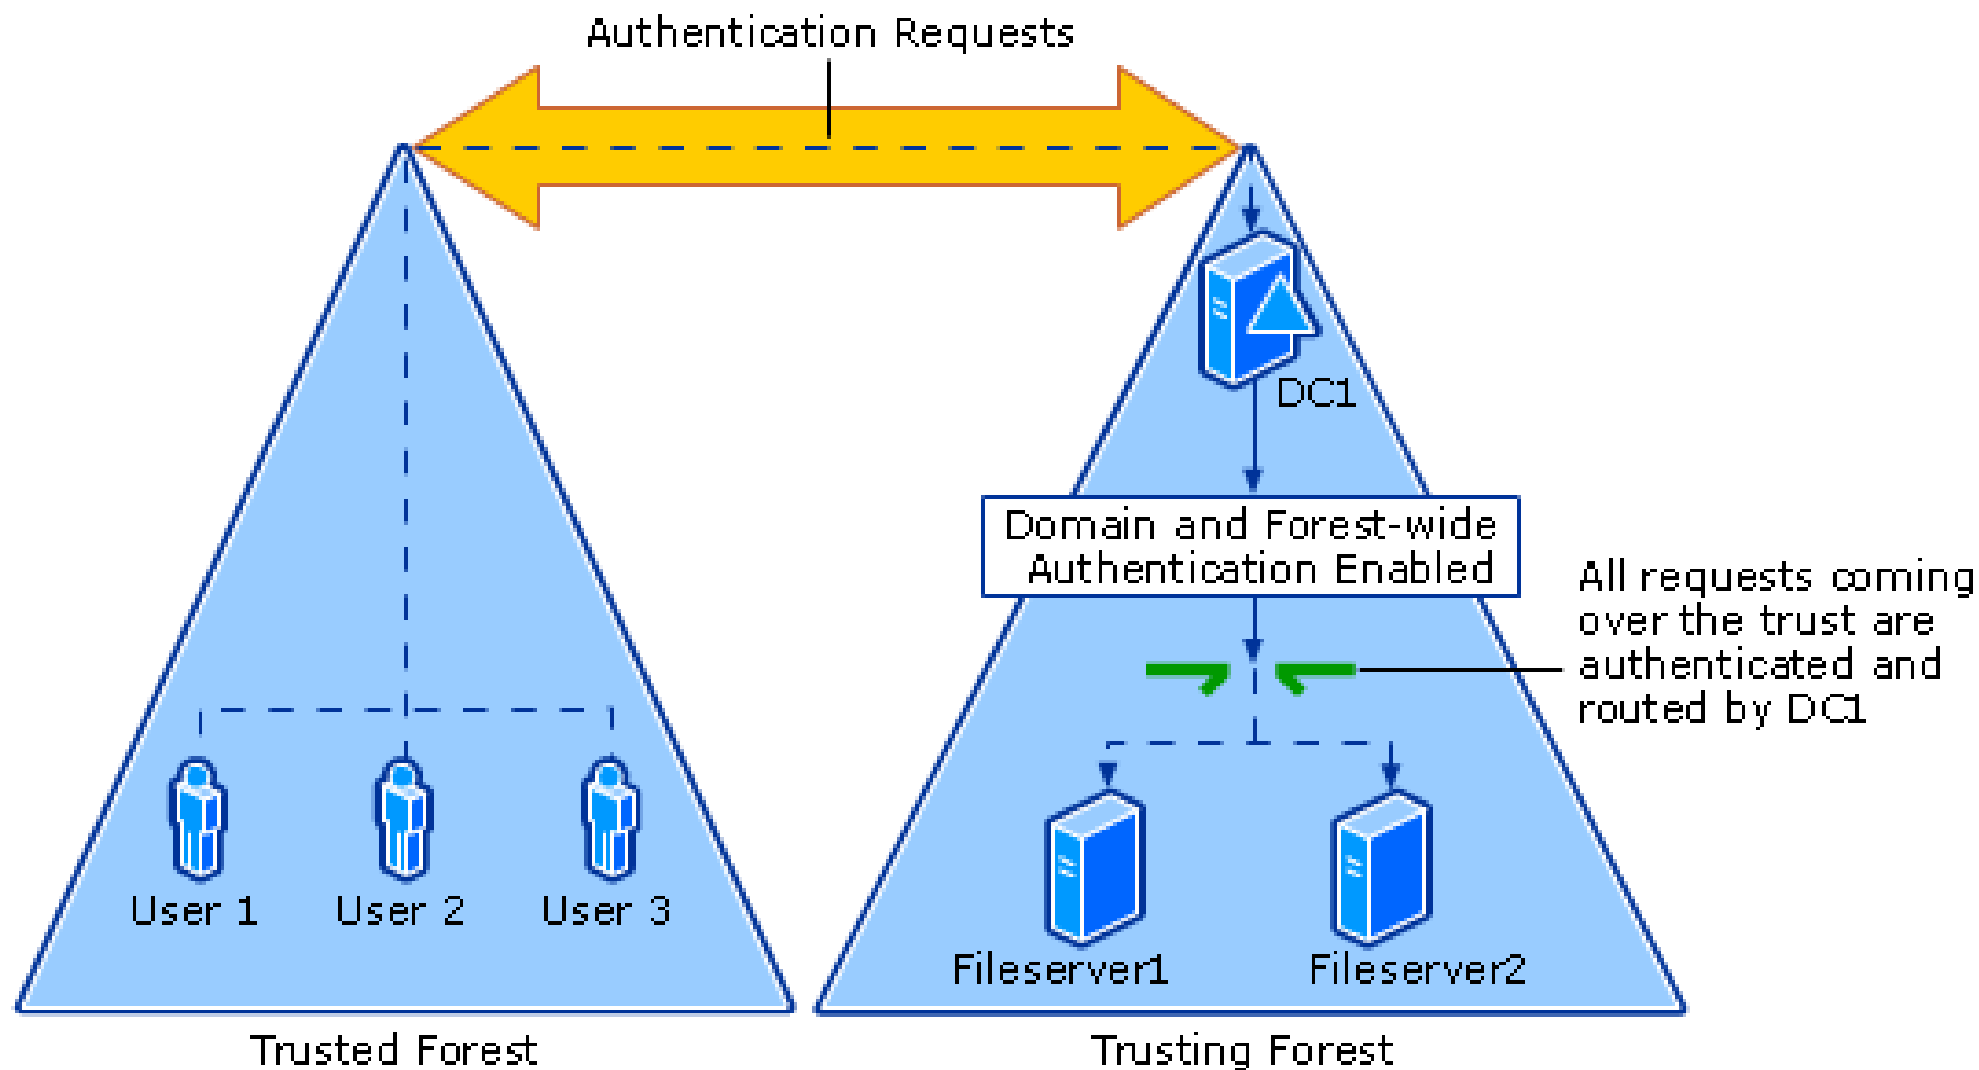 Authentication Requests
DC1
Domain and Forest-wide
Authentication Enabled
All requests coming
over the trust are
authenticated and
routed by DC1
User 1
User 2
User 3
Fileserver1
Fileserver2
Trusted Forest
Trusting Forest